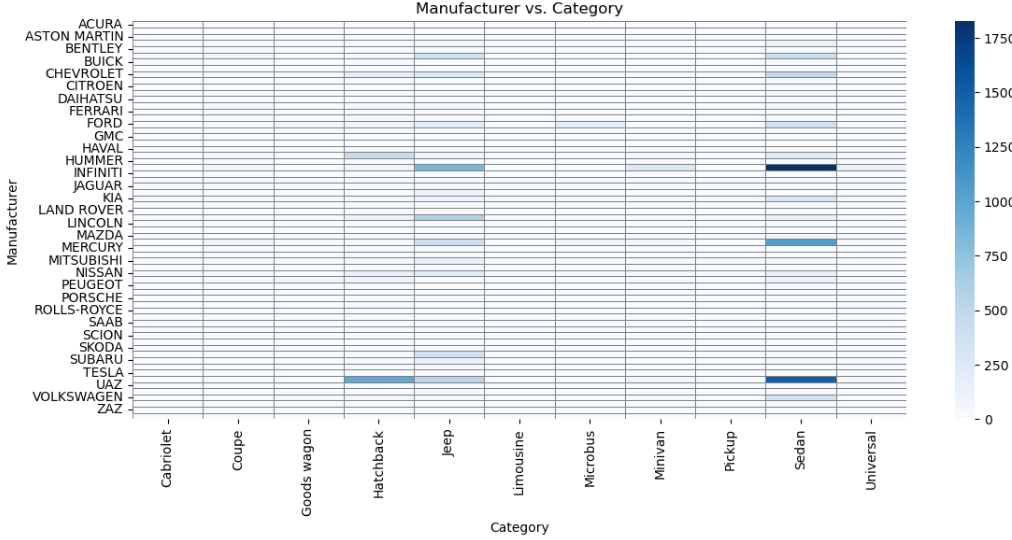 Manufacturer vs. Category
ACURA
ASTON MARTIN
BENTLEY
BUICK
CHEVROLET
CITROEN
DAIHATSU
FERRARI
FORD
GMC
HAVAL
HUMMER
INFINITI
JAGUAR
KIA
LAND ROVER
LINCOLN
MAZDA
MERCURY
MITSUBISHI
NISSAN
PEUGEOT
PORSCHE
ROLLS-ROYCE
SAAB
SCION
SKODA
SUBARU
TESLA
UAZ
VOLKSWAGEN
ZAZ
Manufacturer
Cabriolet
Coupe
Goods wagon
Hatchback
Jeep
Limousine
Microbus
Minivan
Pickup
Sedan
Universal
Category
1750
1500
1250
1000
750
500
250
0